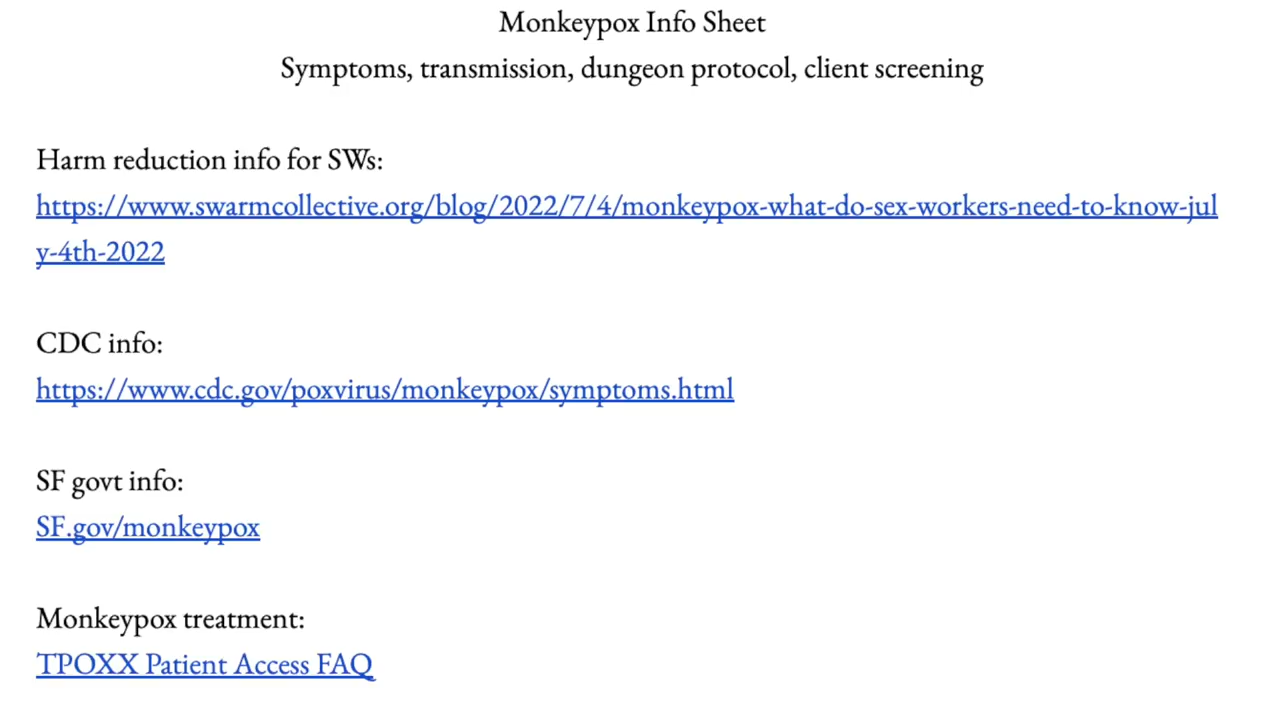 Monkeypox Info Sheet
Symptoms, transmission, dungeon protocol, client screening
Harm reduction info for SWs:
https://www.swarmcollective.org/blog/2022/7/4/monkeypox-what-do-sex-workers-need-to-know-jul
y-4th-2022
CDC info:
https://www.cdc.gov/poxvirus/monkeypox/symptoms.html
SF govt info:
SF.gov/monkeypox
Monkeypox treatment:
TPOXX Patient Access FAQ